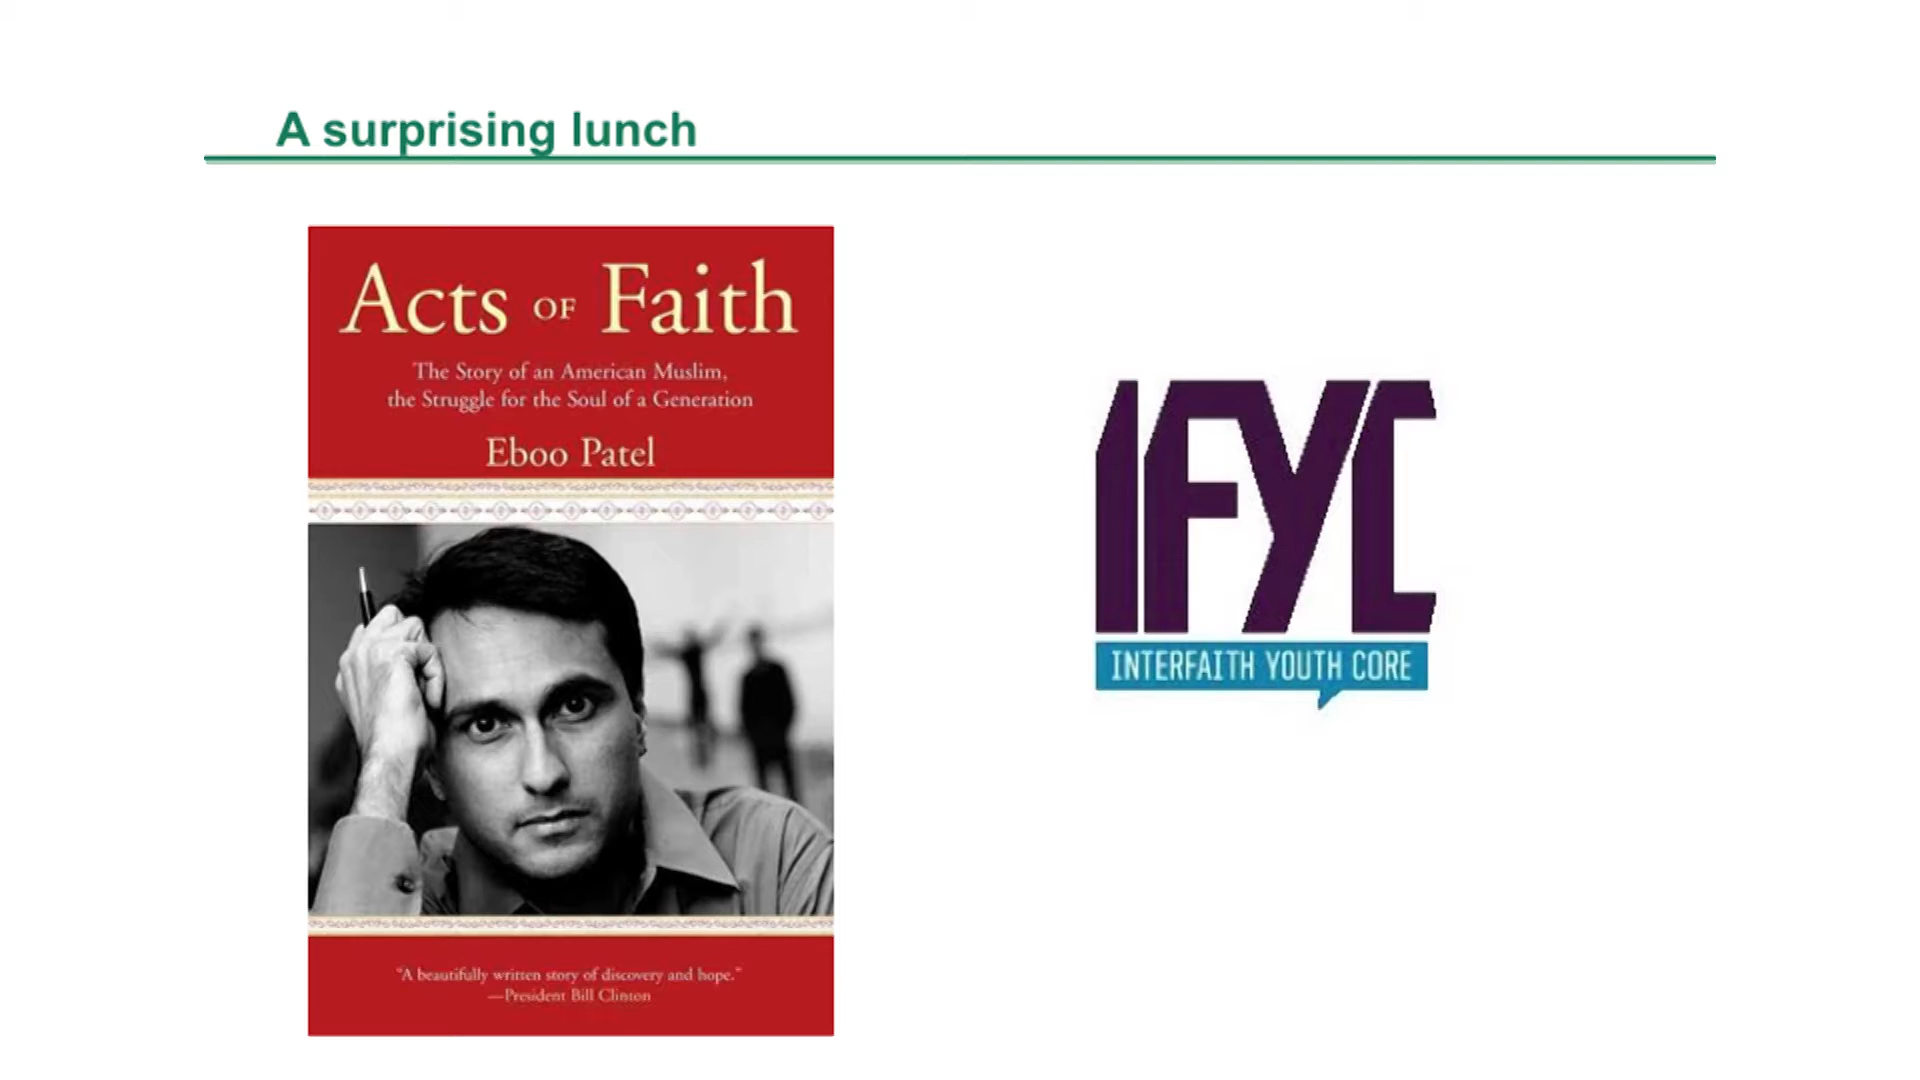 A surprising lunch
Acts OF Faith
The Story of an American Muslim,
the Struggle for the Soul of a Generation
Eboo Patel
"A beautifully written story of discovery and hope."
—President Bill Clinton
IFYC
INTERFAITH YOUTH CORE